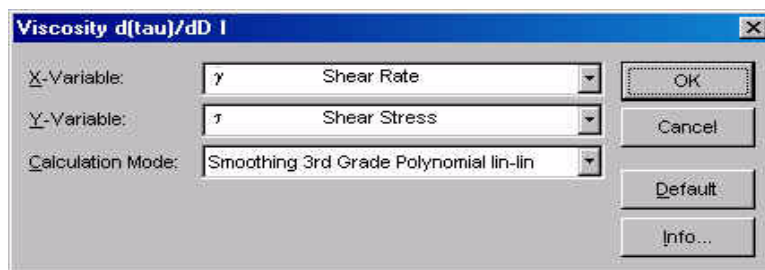 Viscosity d(tau)/dD I
X-Variable: γ Shear Rate OK
Y-Variable: τ Shear Stress Cancel
Calculation Mode: Smoothing 3rd Grade Polynomial lin-lin
Default
Info...